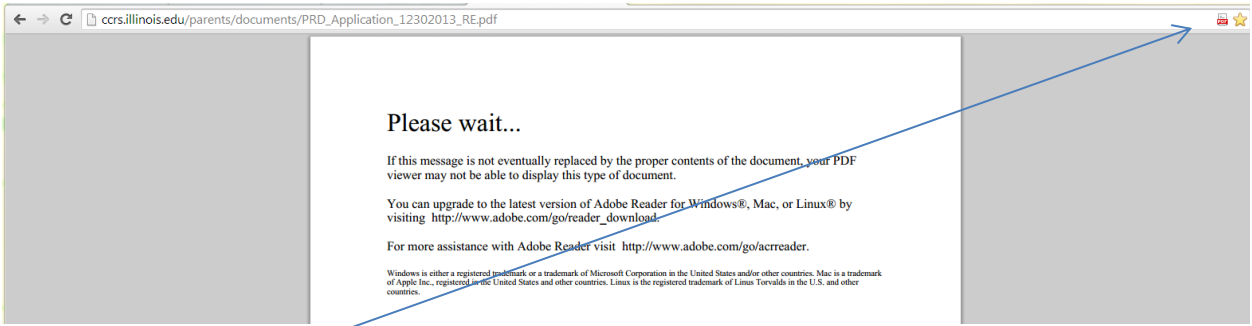 ccrs.illinois.edu/parents/documents/PRD_Application_12302013_RE.pdf
PDF
Please wait...
If this message is not eventually replaced by the proper contents of the document, your PDF
viewer may not be able to display this type of document.
You can upgrade to the latest version of Adobe Reader for Windows®, Mac, or Linux® by
visiting http://www.adobe.com/go/reader_download.
For more assistance with Adobe Reader visit http://www.adobe.com/go/acrreader.
Windows is either a registered trademark or a trademark of Microsoft Corporation in the United States and/or other countries. Mac is a trademark
of Apple Inc., registered in the United States and other countries. Linux is the registered trademark of Linus Torvalds in the U.S. and other
countries.